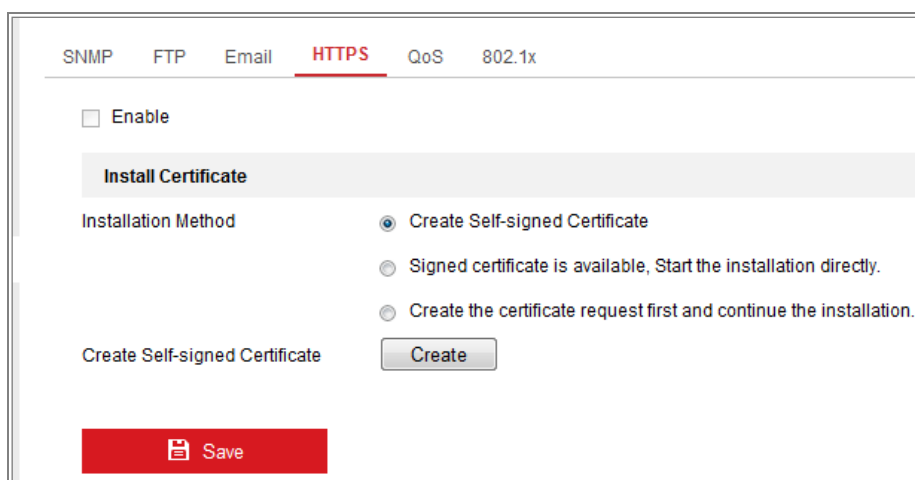 SNMP FTP Email HTTPS QoS 802.1x
Enable
Install Certificate
Installation Method
Create Self-signed Certificate
Signed certificate is available, Start the installation directly.
Create the certificate request first and continue the installation.
Create Self-signed Certificate Create
Save